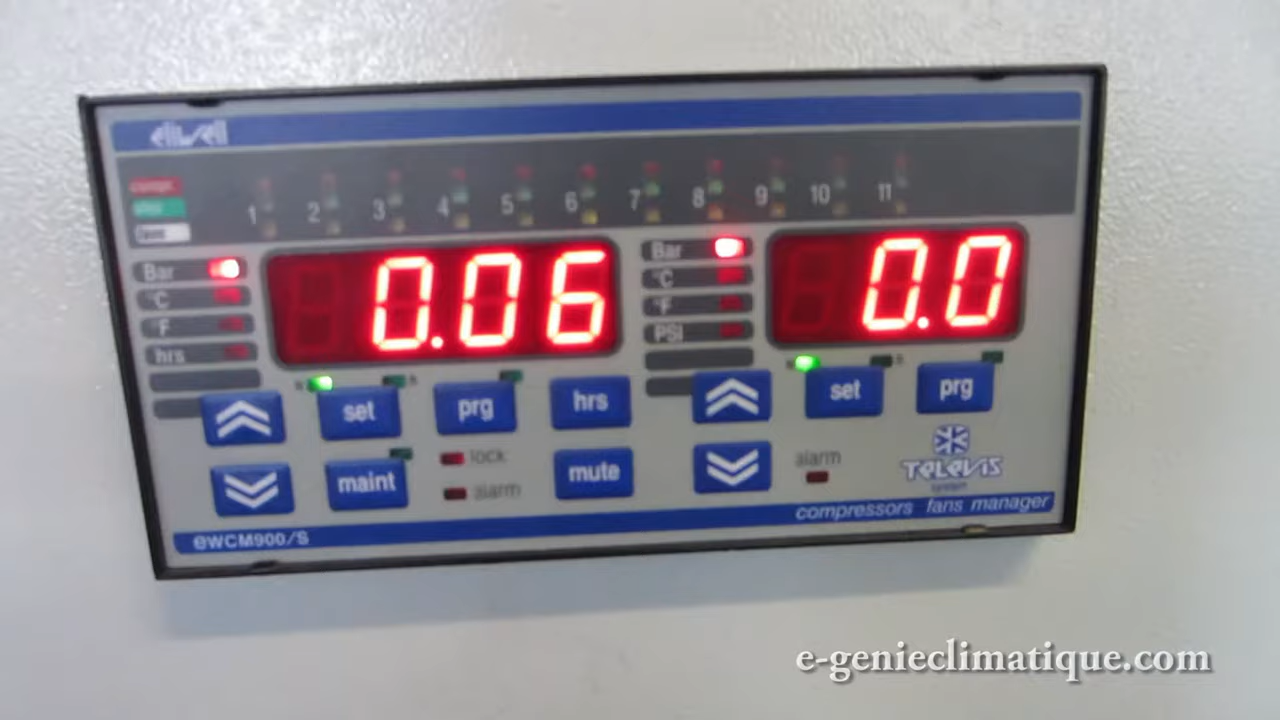 eliwell
compr.
1 2 3 4 5 6 7 8 9 10 11
Bar
°C
°F
hrs
0.06
Bar
°C
°F
PSI
0.0
set prg hrs
set prg
maint lock
alarm
mute
alarm
TELEVIS
system
compressors fans manager
eWCM900/S
e-genieclimatique.com